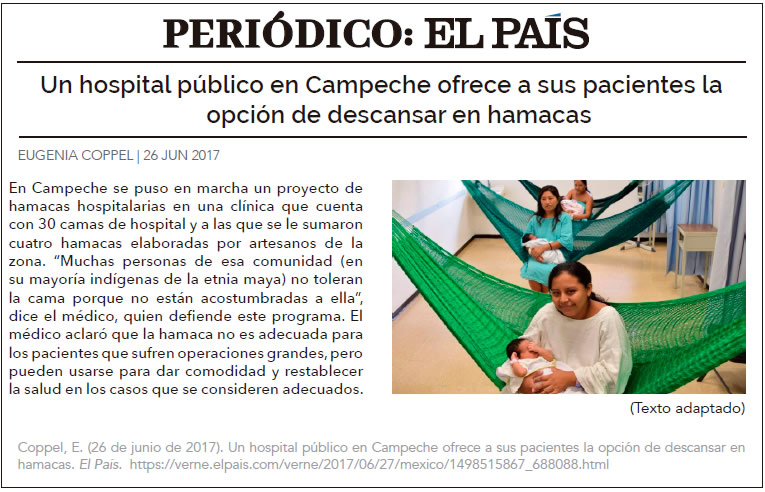 PERIÓDICO: EL PAÍS
Un hospital público en Campeche ofrece a sus pacientes la
opción de descansar en hamacas
EUGENIA COPPEL | 26 JUN 2017
En Campeche se puso en marcha un proyecto de
hamacas hospitalarias en una clínica que cuenta
con 30 camas de hospital y a las que se le sumaron
cuatro hamacas elaboradas por artesanos de la
zona. “Muchas personas de esa comunidad (en
su mayoría indígenas de la etnia maya) no toleran
la cama porque no están acostumbradas a ella”,
dice el médico, quien defiende este programa. El
médico aclaró que la hamaca no es adecuada para
los pacientes que sufren operaciones grandes, pero
pueden usarse para dar comodidad y restablecer
la salud en los casos que se consideren adecuados.
(Texto adaptado)
Coppel, E. (26 de junio de 2017). Un hospital público en Campeche ofrece a sus pacientes la opción de descansar en
hamacas. El País. https://verne.elpais.com/verne/2017/06/27/mexico/1498515867_688088.html